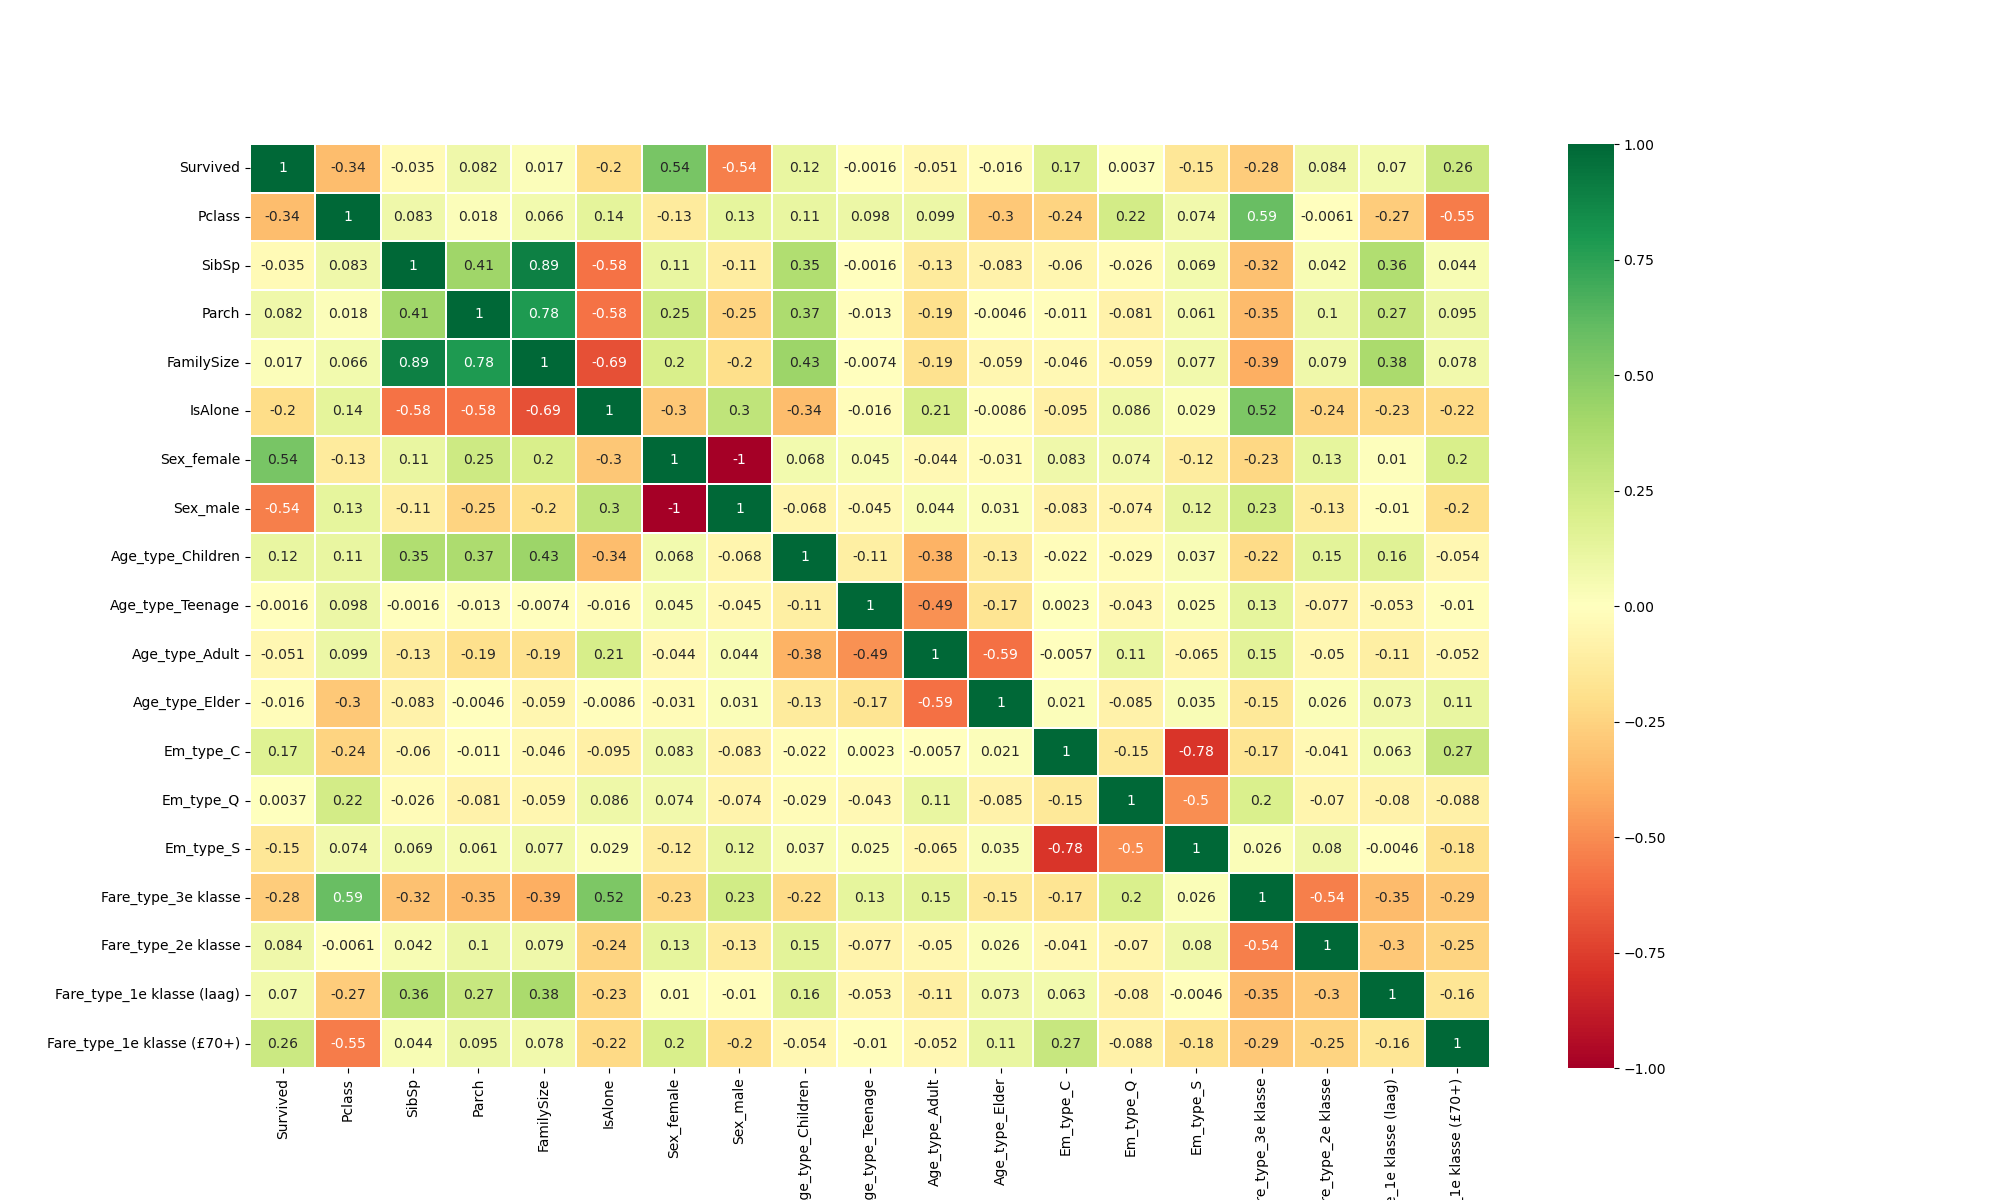 Survived 1 -0.34 -0.035 0.082 0.017 -0.2 0.54 -0.54 0.12 -0.0016 -0.051 -0.016 0.17 0.0037 -0.15 -0.28 0.084 0.07 0.26
Pclass -0.34 1 0.083 0.018 0.066 0.14 -0.13 0.13 0.11 0.098 0.099 -0.3 -0.24 0.22 0.074 0.59 -0.0061 -0.27 -0.55
SibSp -0.035 0.083 1 0.41 0.89 -0.58 0.11 -0.11 0.35 -0.0016 -0.13 -0.083 -0.06 -0.026 0.069 -0.32 0.042 0.36 0.044
Parch 0.082 0.018 0.41 1 0.78 -0.58 0.25 -0.25 0.37 -0.013 -0.19 -0.0046 -0.011 -0.081 0.061 -0.35 0.1 0.27 0.095
FamilySize 0.017 0.066 0.89 0.78 1 -0.69 0.2 -0.2 0.43 -0.0074 -0.19 -0.059 -0.046 -0.059 0.077 -0.39 0.079 0.38 0.078
IsAlone -0.2 0.14 -0.58 -0.58 -0.69 1 -0.3 0.3 -0.34 -0.016 0.21 -0.0086 -0.095 0.086 0.029 0.52 -0.24 -0.23 -0.22
Sex_female 0.54 -0.13 0.11 0.25 0.2 -0.3 1 -1 0.068 0.045 -0.044 -0.031 0.083 0.074 -0.12 -0.23 0.13 0.01 0.2
Sex_male -0.54 0.13 -0.11 -0.25 -0.2 0.3 -1 1 -0.068 -0.045 0.044 0.031 -0.083 -0.074 0.12 0.23 -0.13 -0.01 -0.2
Age_type_Children 0.12 0.11 0.35 0.37 0.43 -0.34 0.068 -0.068 1 -0.11 -0.38 -0.13 -0.022 -0.029 0.037 -0.22 0.15 0.16 -0.054
Age_type_Teenage -0.0016 0.098 -0.0016 -0.013 -0.0074 -0.016 0.045 -0.045 -0.11 1 -0.49 -0.17 0.0023 -0.043 0.025 0.13 -0.077 -0.053 -0.01
Age_type_Adult -0.051 0.099 -0.13 -0.19 -0.19 0.21 -0.044 0.044 -0.38 -0.49 1 -0.59 -0.0057 0.11 -0.065 0.15 -0.05 -0.11 -0.052
Age_type_Elder -0.016 -0.3 -0.083 -0.0046 -0.059 -0.0086 -0.031 0.031 -0.13 -0.17 -0.59 1 0.021 -0.085 0.035 -0.15 0.026 0.073 0.11
Em_type_C 0.17 -0.24 -0.06 -0.011 -0.046 -0.095 0.083 -0.083 -0.022 0.0023 -0.0057 0.021 1 -0.15 -0.78 -0.17 -0.041 0.063 0.27
Em_type_Q 0.0037 0.22 -0.026 -0.081 -0.059 0.086 0.074 -0.074 -0.029 -0.043 0.11 -0.085 -0.15 1 -0.5 0.2 -0.07 -0.08 -0.088
Em_type_S -0.15 0.074 0.069 0.061 0.077 0.029 -0.12 0.12 0.037 0.025 -0.065 0.035 -0.78 -0.5 1 0.026 0.08 -0.0046 -0.18
Fare_type_3e klasse -0.28 0.59 -0.32 -0.35 -0.39 0.52 -0.23 0.23 -0.22 0.13 0.15 -0.15 -0.17 0.2 0.026 1 -0.54 -0.35 -0.29
Fare_type_2e klasse 0.084 -0.0061 0.042 0.1 0.079 -0.24 0.13 -0.13 0.15 -0.077 -0.05 0.026 -0.041 -0.07 0.08 -0.54 1 -0.3 -0.25
Fare_type_1e klasse (laag) 0.07 -0.27 0.36 0.27 0.38 -0.23 0.01 -0.01 0.16 -0.053 -0.11 0.073 0.063 -0.08 -0.0046 -0.35 -0.3 1 -0.16
Fare_type_1e klasse (£70+) 0.26 -0.55 0.044 0.095 0.078 -0.22 0.2 -0.2 -0.054 -0.01 -0.052 0.11 0.27 -0.088 -0.18 -0.29 -0.25 -0.16 1
Survived
Pclass
SibSp
Parch
FamilySize
IsAlone
Sex_female
Sex_male
ge_type_Children
ge_type_Teenage
Age_type_Adult
Age_type_Elder
Em_type_C
Em_type_Q
Em_type_S
re_type_3e klasse
re_type_2e klasse
e_1e klasse (laag)
_1e klasse (£70+)
1.00
0.75
0.50
0.25
0.00
−0.25
−0.50
−0.75
−1.00